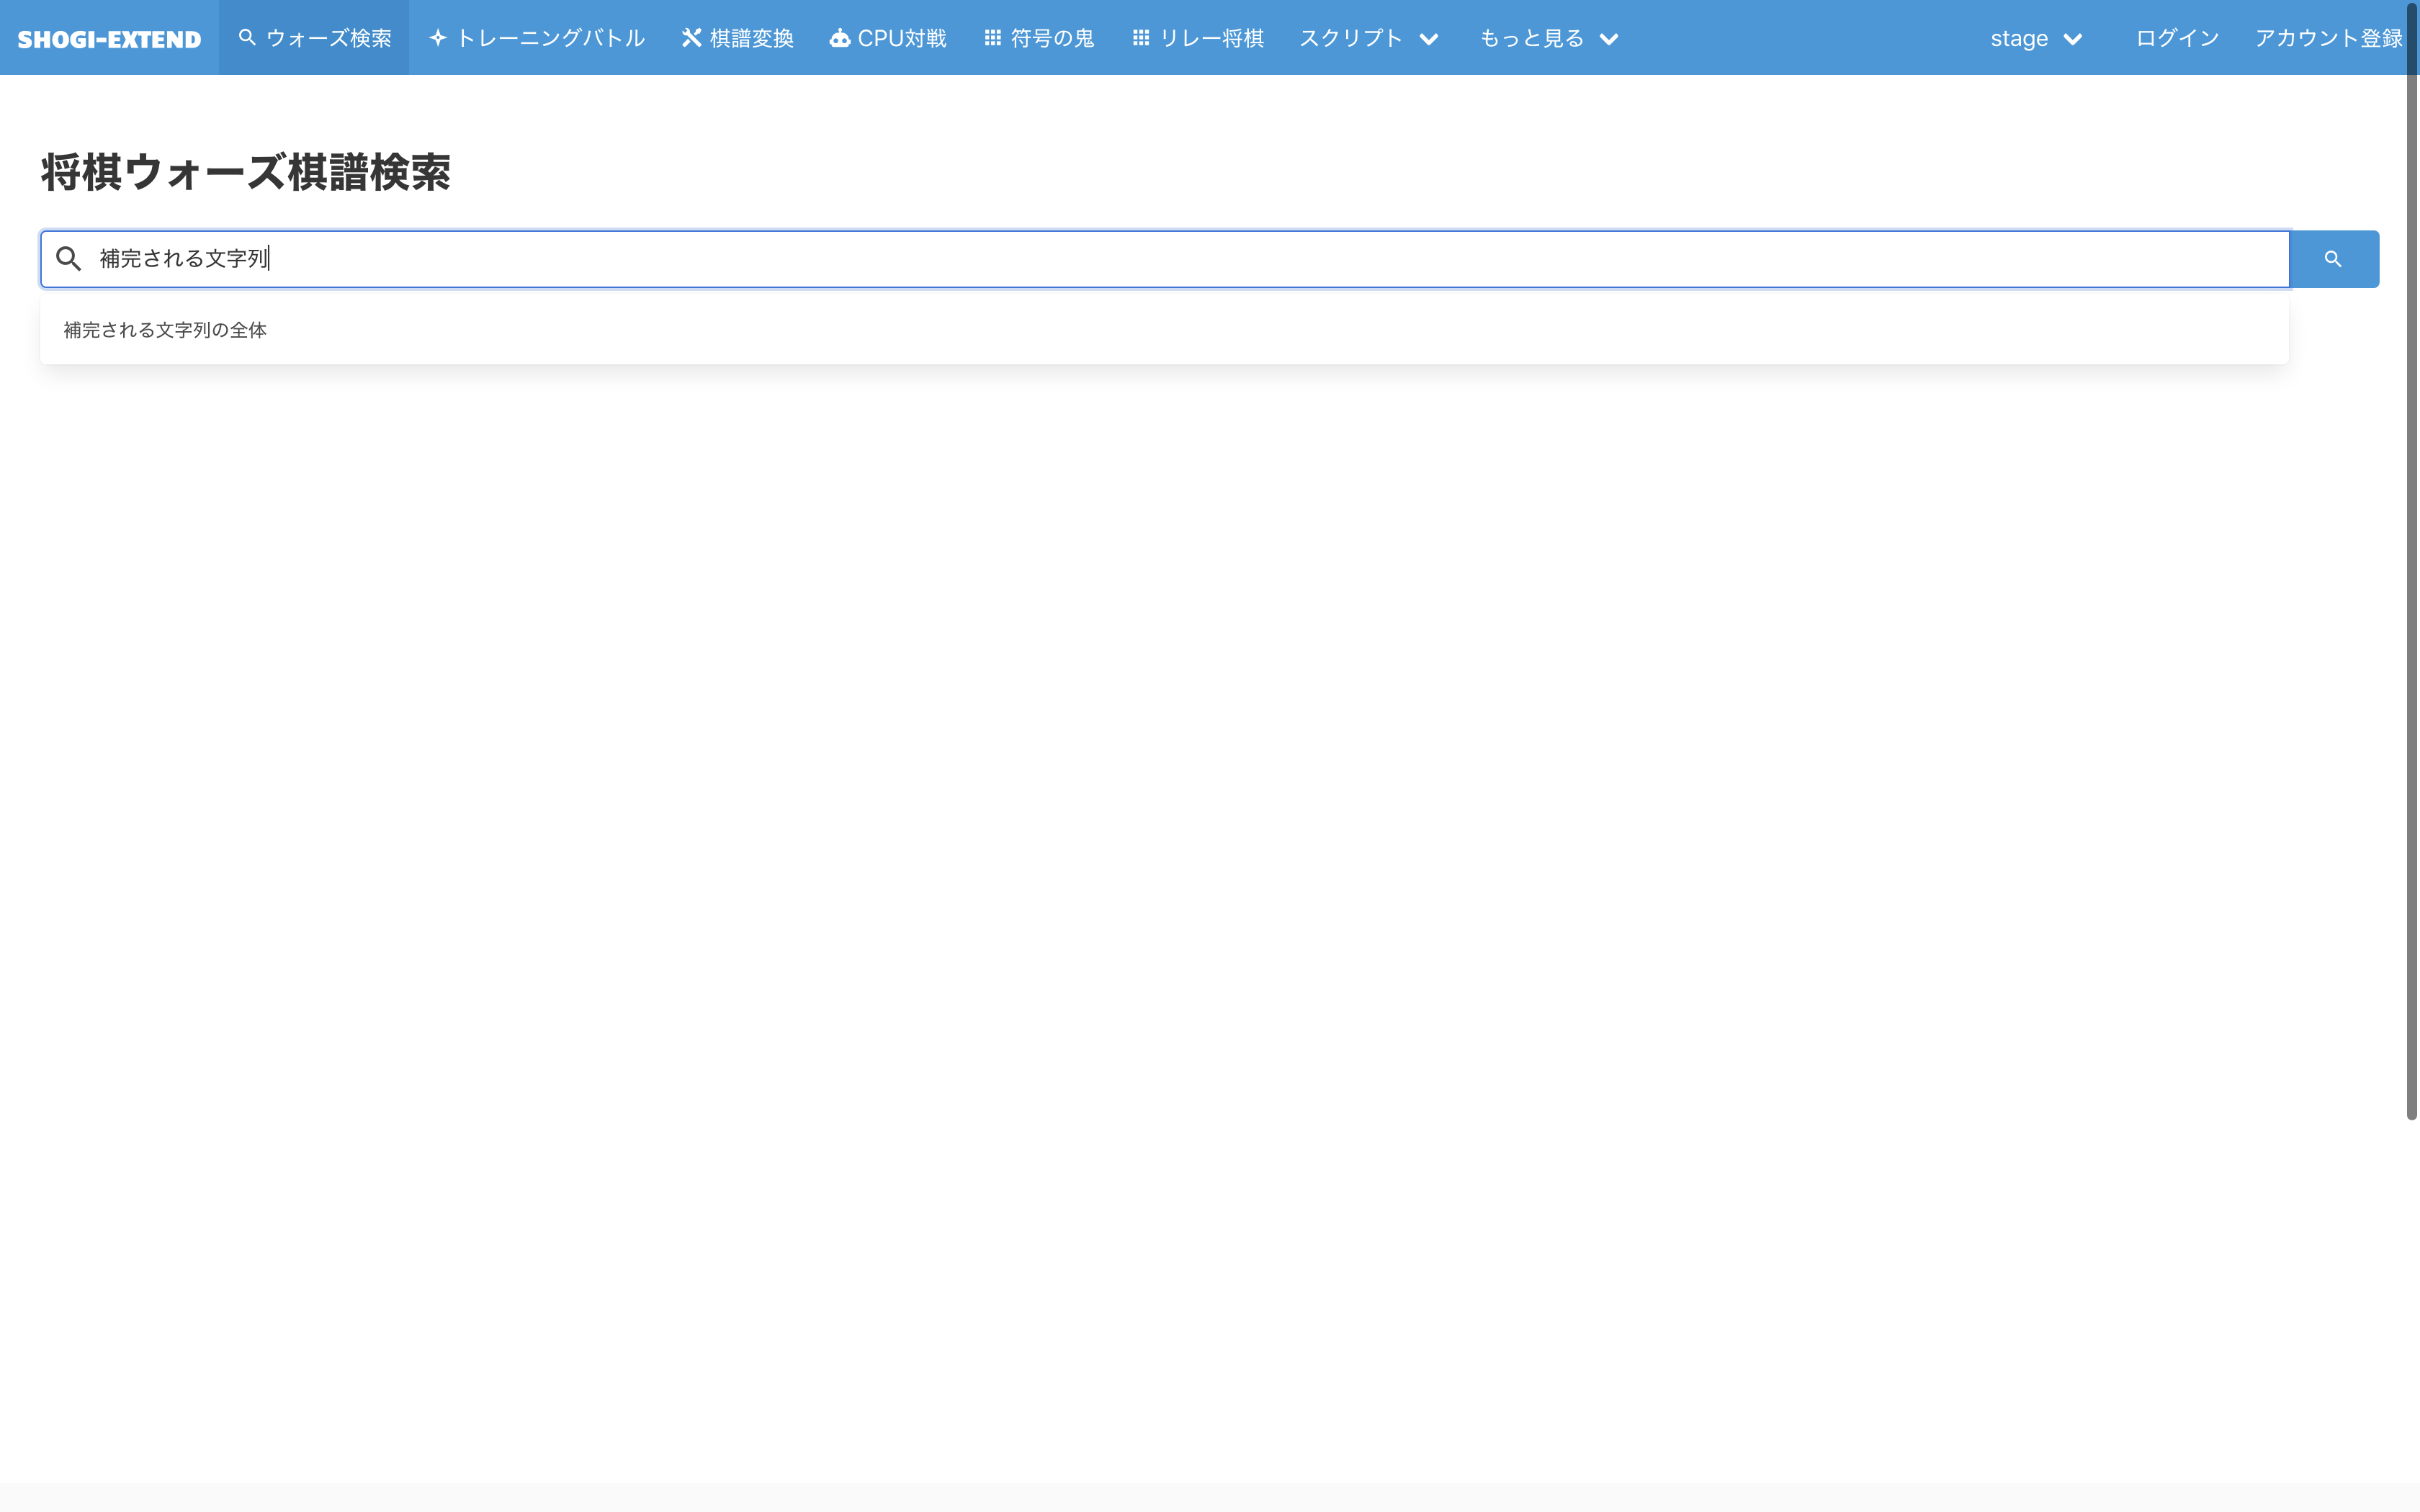 SHOGI-EXTEND ウォーズ検索 トレーニングバトル 棋譜変換 CPU対戦 符号の鬼 リレー将棋 スクリプト もっと見る stage ログイン アカウント登録
将棋ウォーズ棋譜検索
補完される文字列
補完される文字列の全体